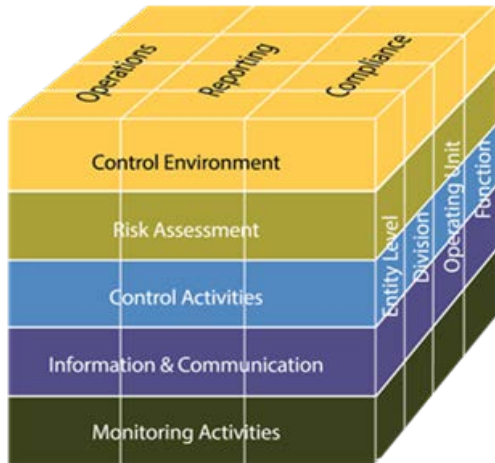 Operations
Reporting
Compliance
Control Environment
Risk Assessment
Control Activities
Information & Communication
Monitoring Activities
Entity Level
Division
Operating Unit
Function